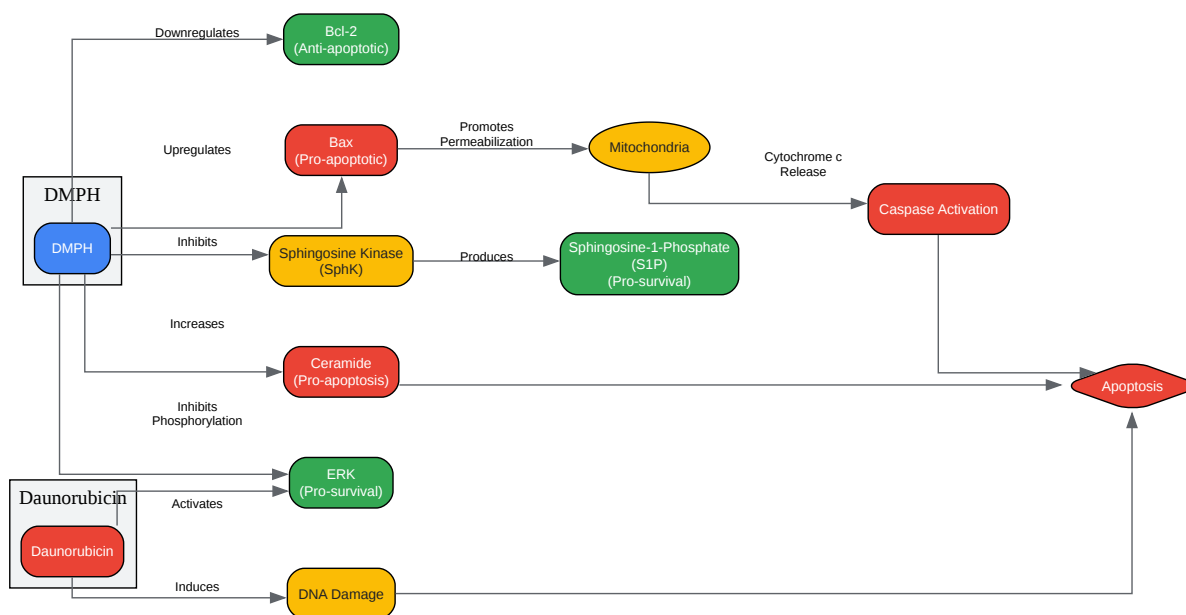 Downregulates
Bcl-2
(Anti-apoptotic)
Upregulates
Bax
(Pro-apoptotic)
Promotes
Permeabilization
Mitochondria
Cytochrome c
Release
Caspase Activation
DMPH
DMPH
Inhibits
Sphingosine Kinase
(SphK)
Produces
Sphingosine-1-Phosphate
(S1P)
(Pro-survival)
Increases
Ceramide
(Pro-apoptosis)
Apoptosis
Inhibits
Phosphorylation
ERK
(Pro-survival)
Daunorubicin
Activates
Daunorubicin
Induces
DNA Damage